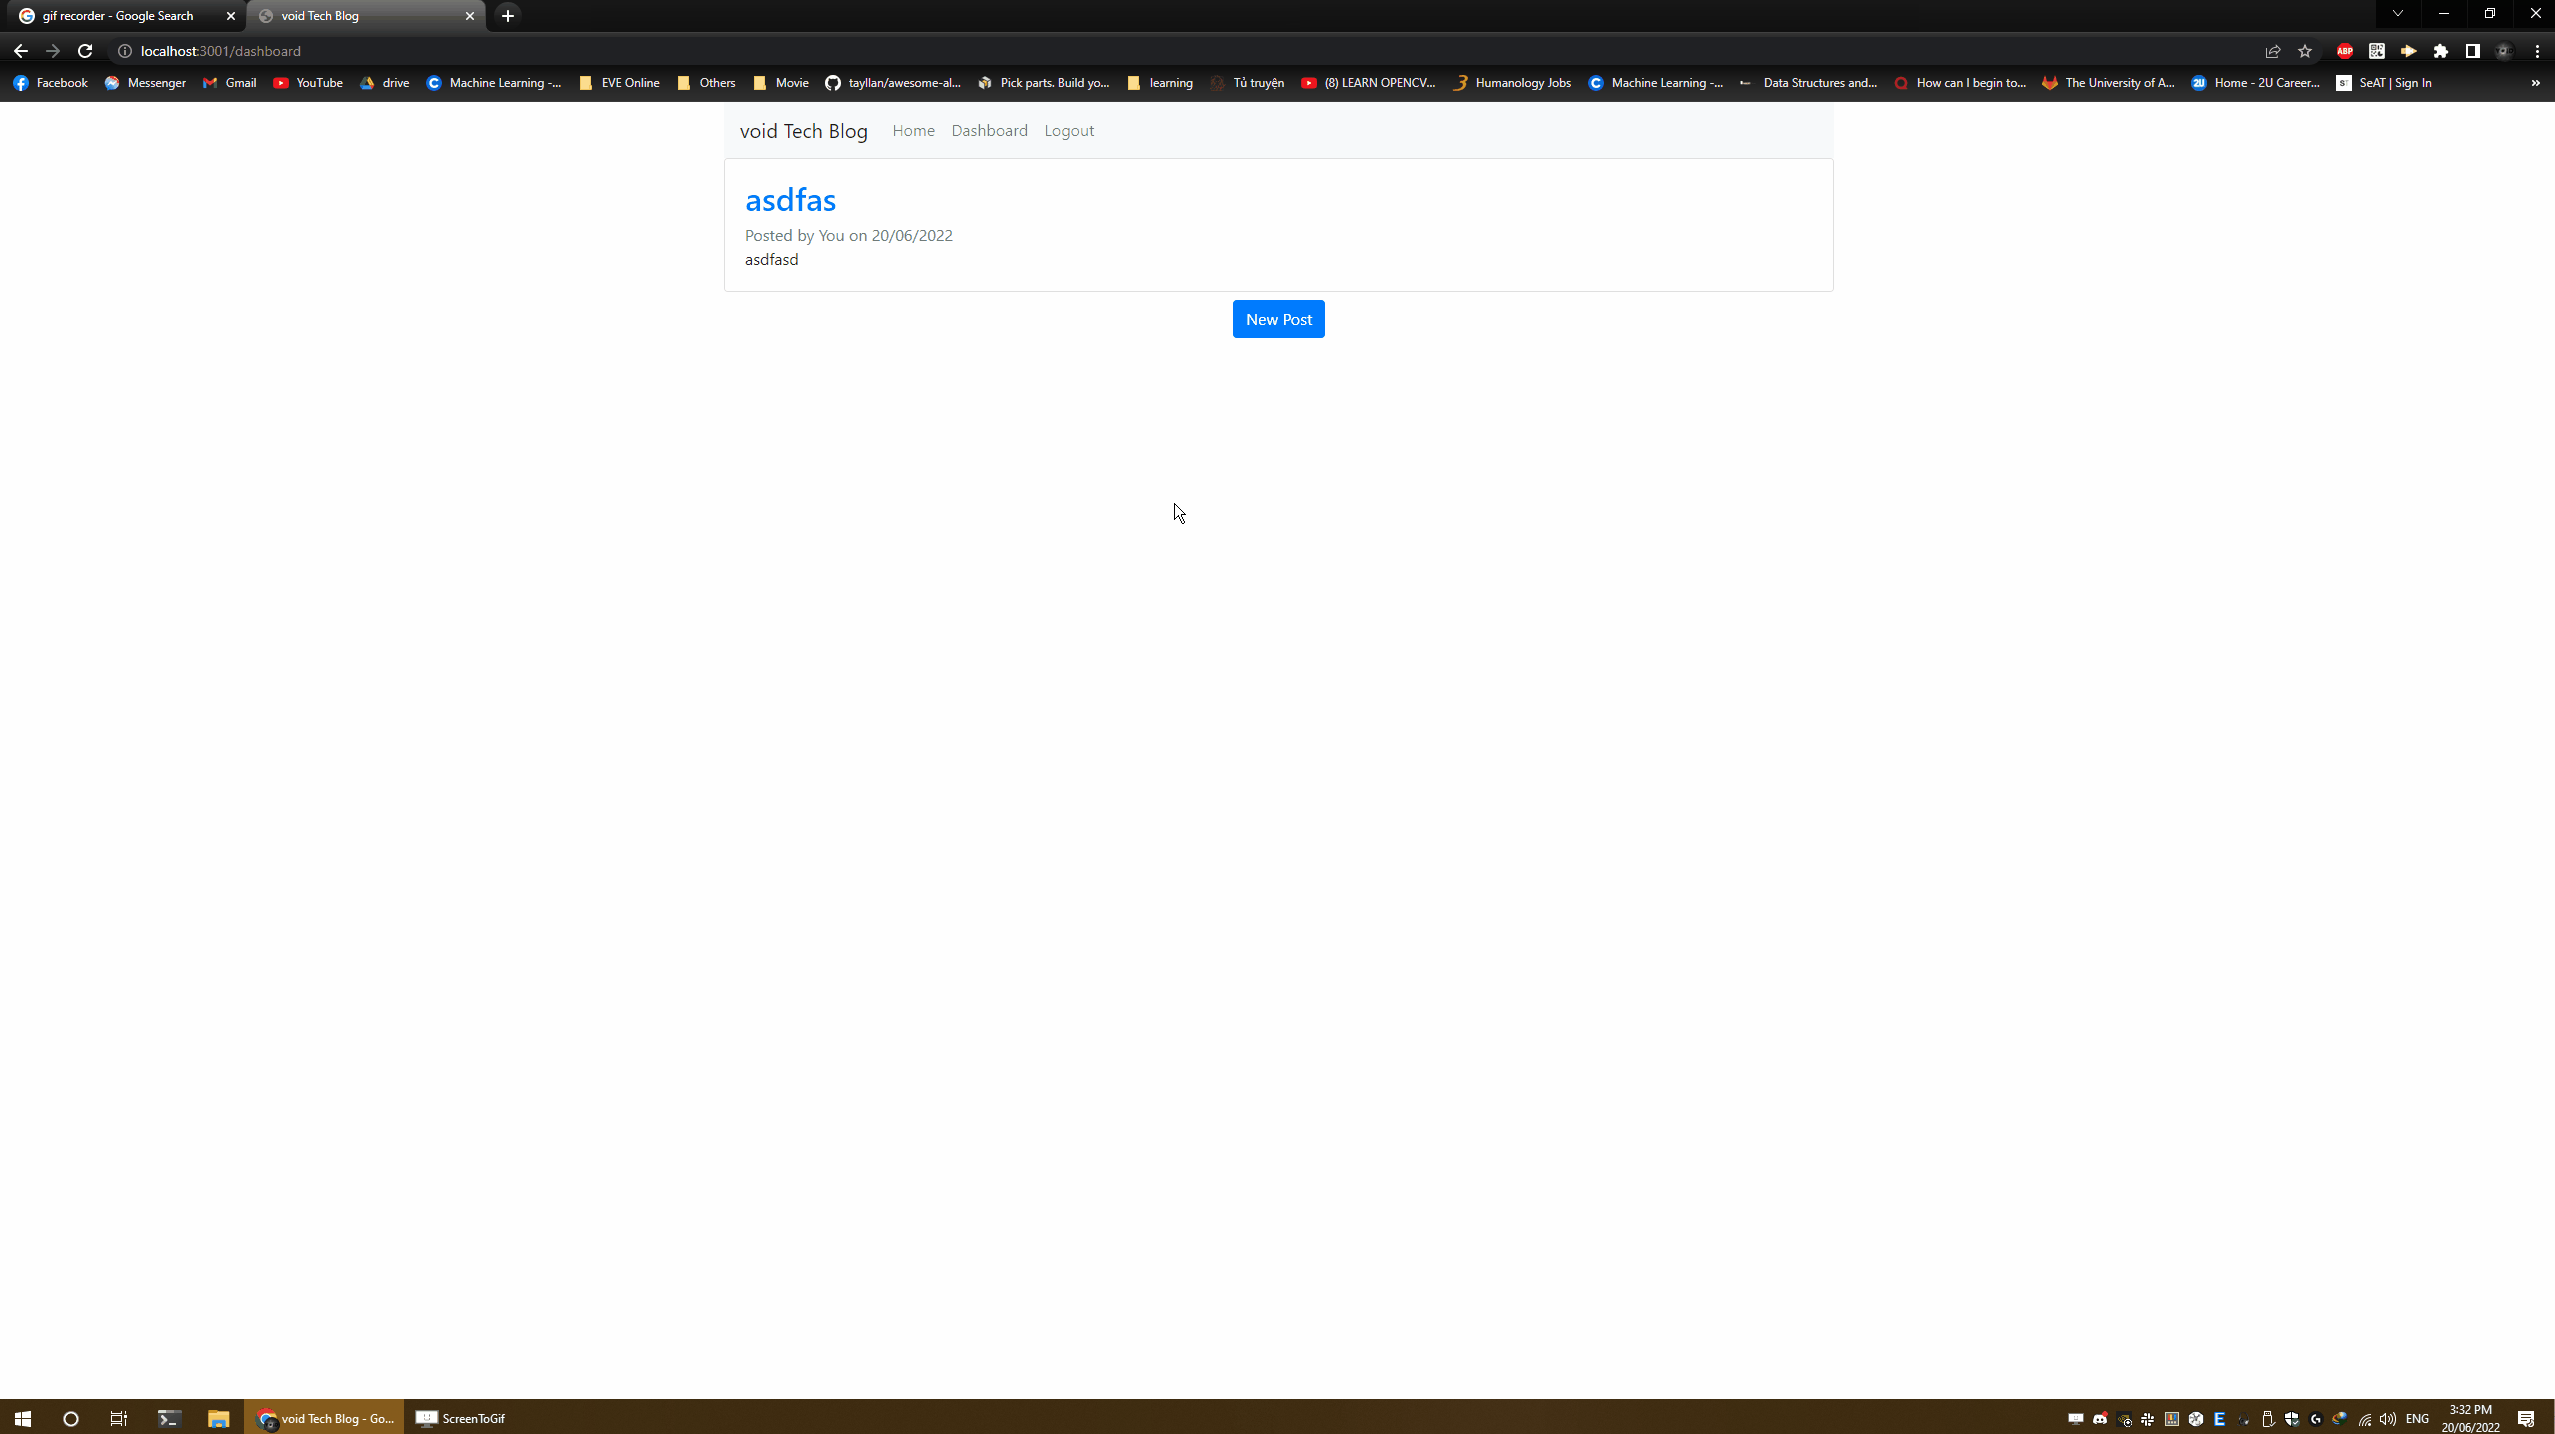 gif recorder - Google Search
void Tech Blog
localhost:3001/dashboard
ABP
Facebook Messenger Gmail YouTube drive Machine Learning -... EVE Online Others Movie tayllan/awesome-al... Pick parts. Build yo... learning Tủ truyện (8) LEARN OPENCV... Humanology Jobs Machine Learning -... Data Structures and... How can I begin to... The University of A... 2U Home - 2U Career... ST SeAT | Sign In »
void Tech Blog Home Dashboard Logout
asdfas
Posted by You on 20/06/2022
asdfasd
New Post
void Tech Blog - Go... ScreenToGif
ENG
3:32 PM
20/06/2022